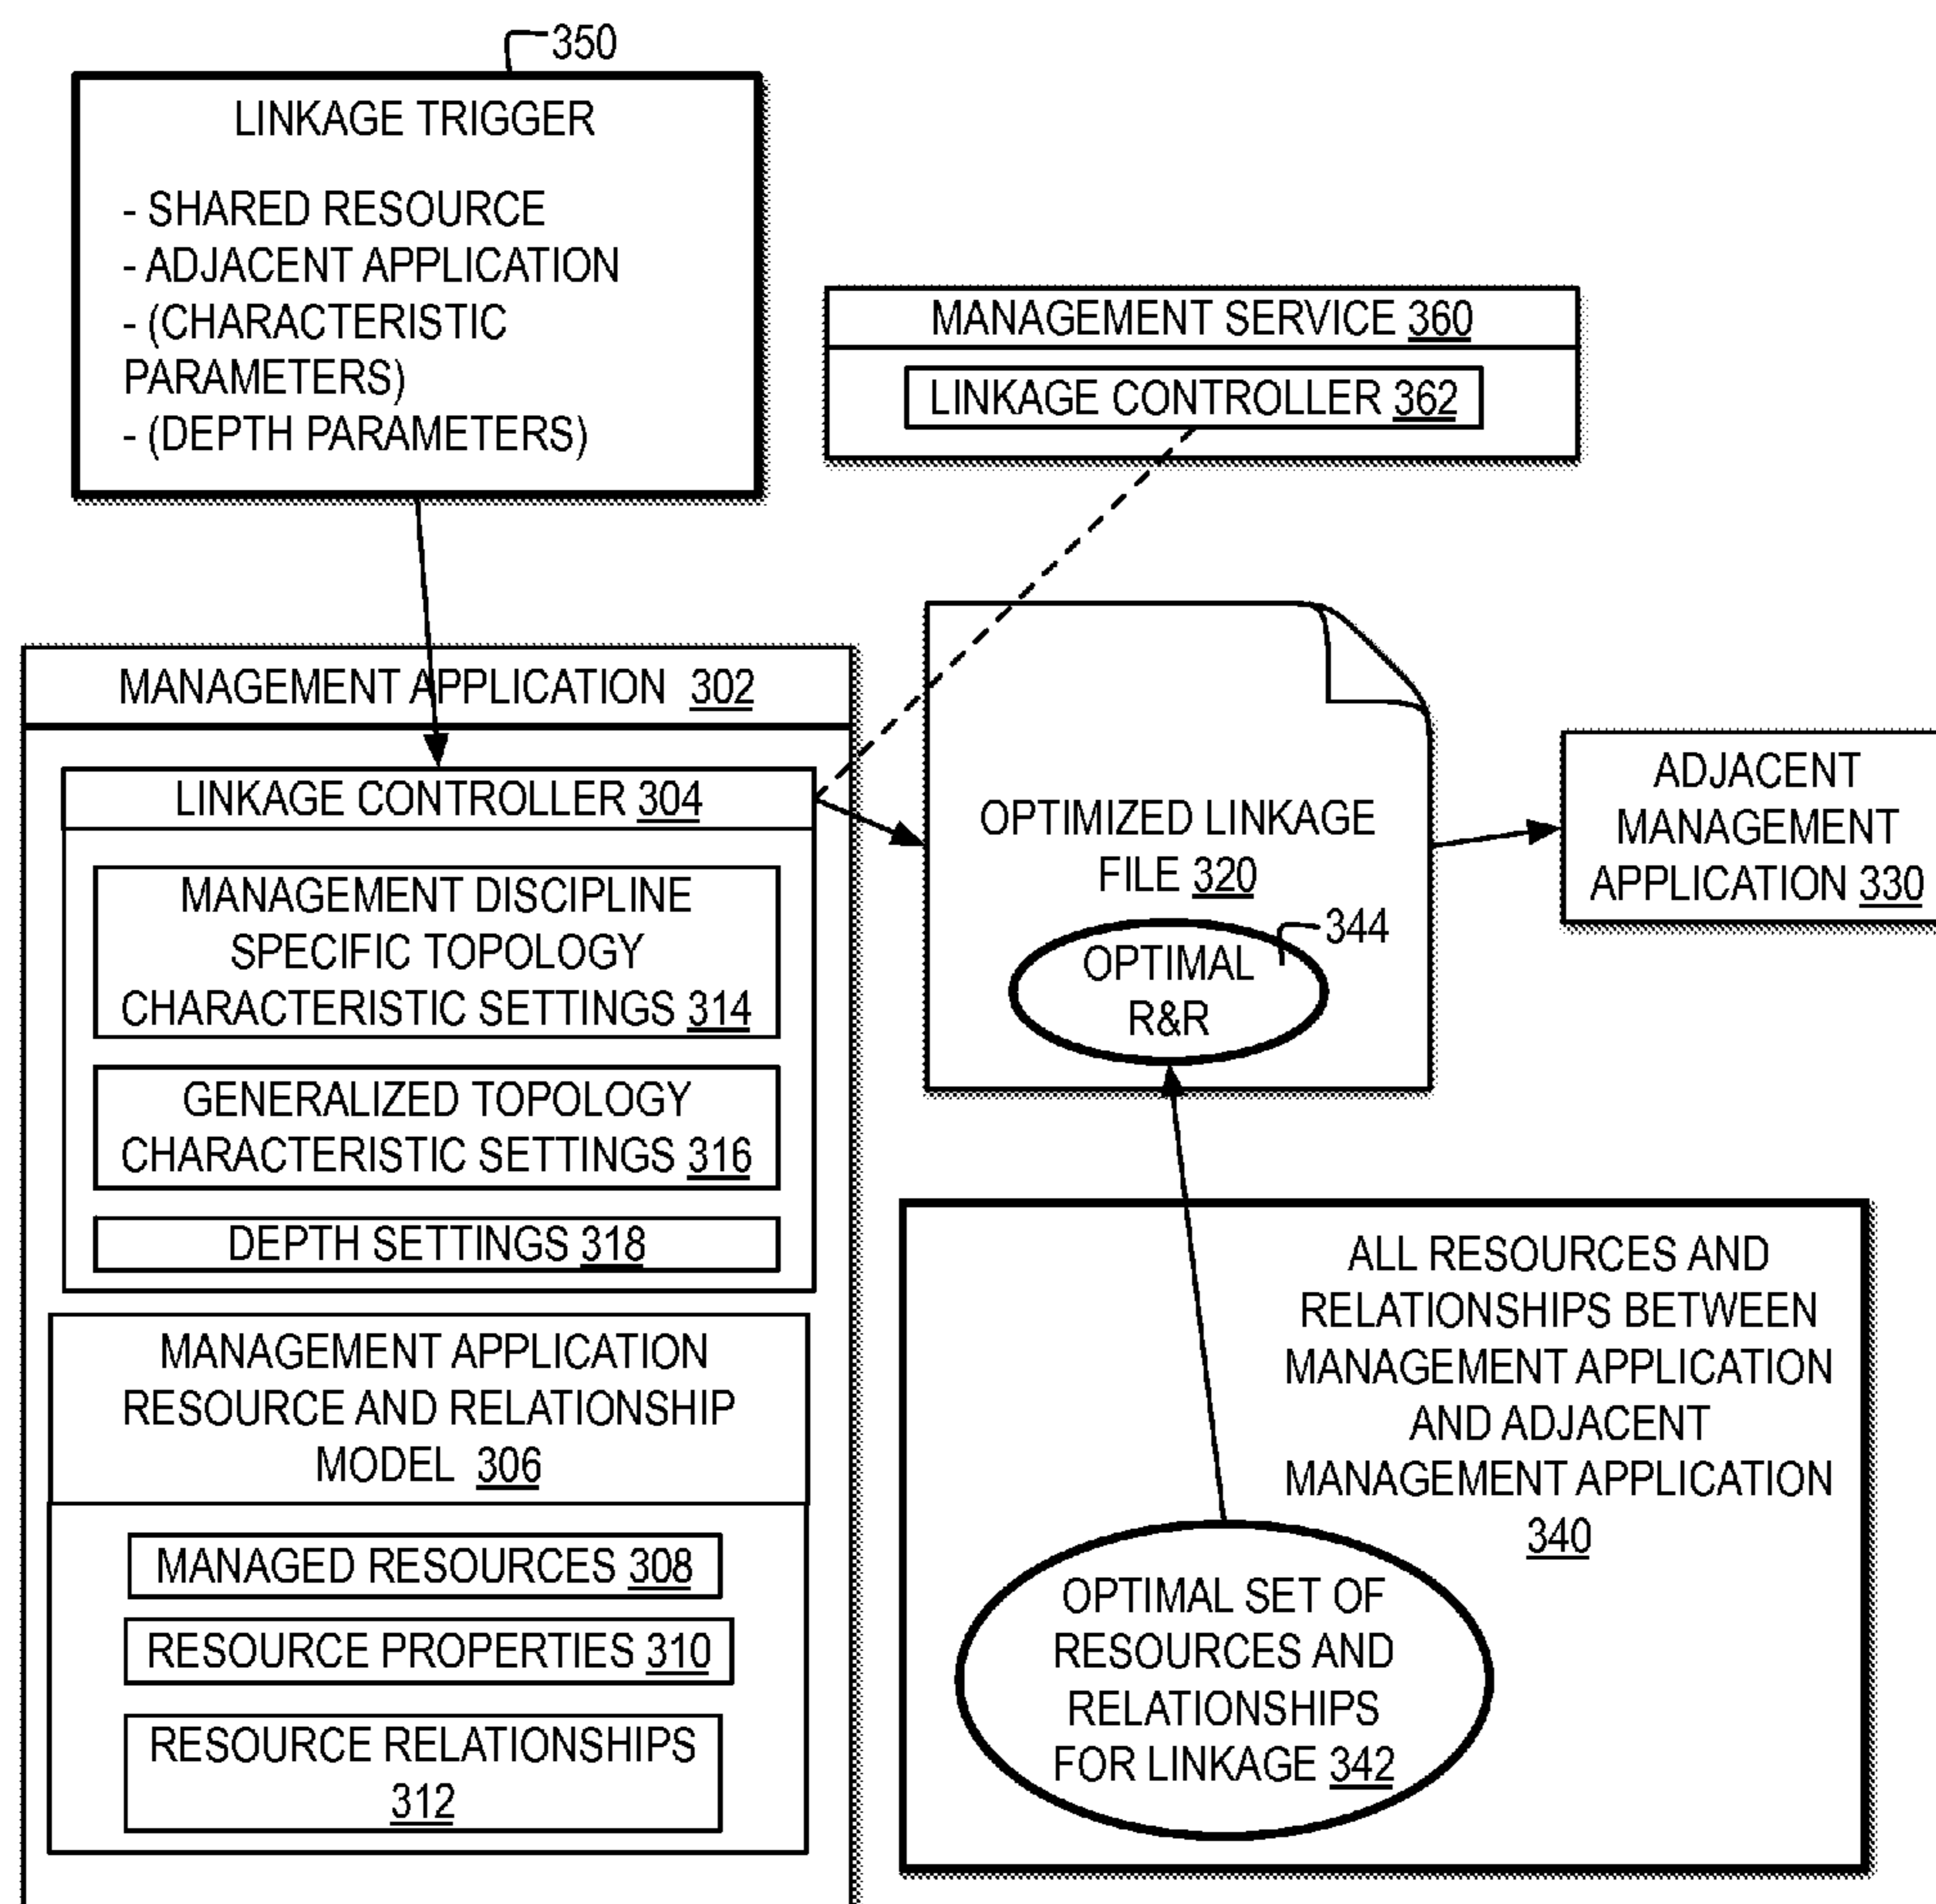 350
LINKAGE TRIGGER
- SHARED RESOURCE
- ADJACENT APPLICATION
- (CHARACTERISTIC
PARAMETERS)
- (DEPTH PARAMETERS)
MANAGEMENT SERVICE 360
LINKAGE CONTROLLER 362
MANAGEMENT APPLICATION 302
LINKAGE CONTROLLER 304
MANAGEMENT DISCIPLINE
SPECIFIC TOPOLOGY
CHARACTERISTIC SETTINGS 314
GENERALIZED TOPOLOGY
CHARACTERISTIC SETTINGS 316
DEPTH SETTINGS 318
MANAGEMENT APPLICATION
RESOURCE AND RELATIONSHIP
MODEL 306
MANAGED RESOURCES 308
RESOURCE PROPERTIES 310
RESOURCE RELATIONSHIPS
312
OPTIMIZED LINKAGE
FILE 320
344
OPTIMAL
R&R
ADJACENT
MANAGEMENT
APPLICATION 330
ALL RESOURCES AND
RELATIONSHIPS BETWEEN
MANAGEMENT APPLICATION
AND ADJACENT
MANAGEMENT APPLICATION
340
OPTIMAL SET OF
RESOURCES AND
RELATIONSHIPS
FOR LINKAGE 342